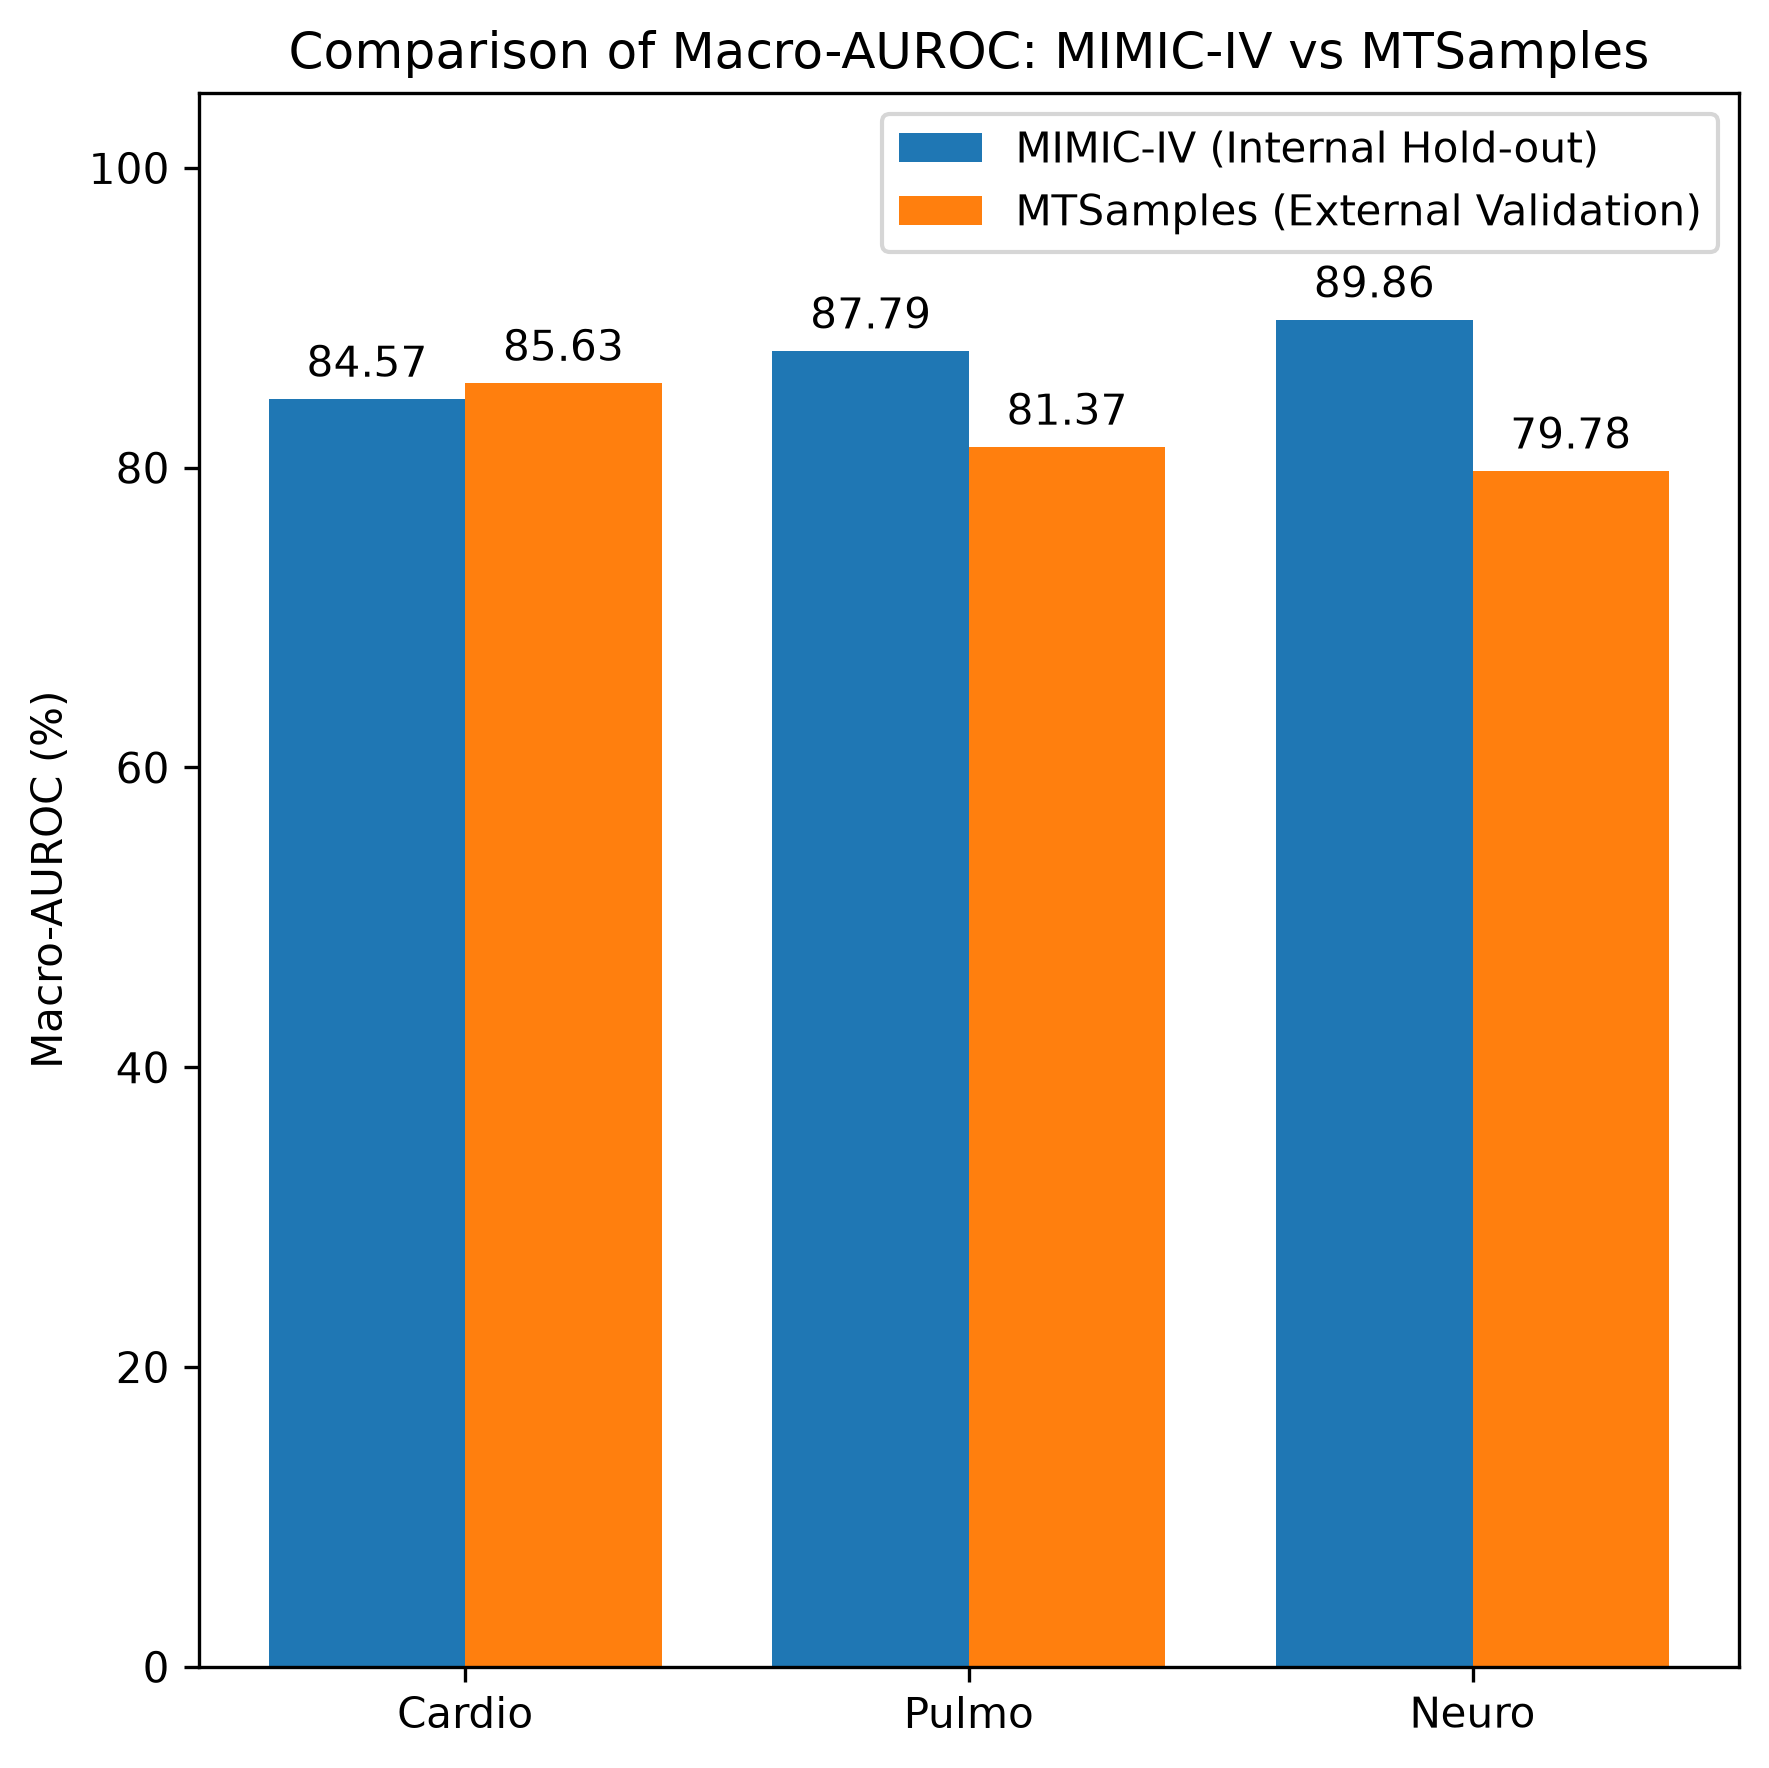 Comparison of Macro-AUROC: MIMIC-IV vs MTSamples
MIMIC-IV (Internal Hold-out)
MTSamples (External Validation)
Macro-AUROC (%)
100
80
60
40
20
0
84.57
85.63
87.79
81.37
89.86
79.78
Cardio
Pulmo
Neuro